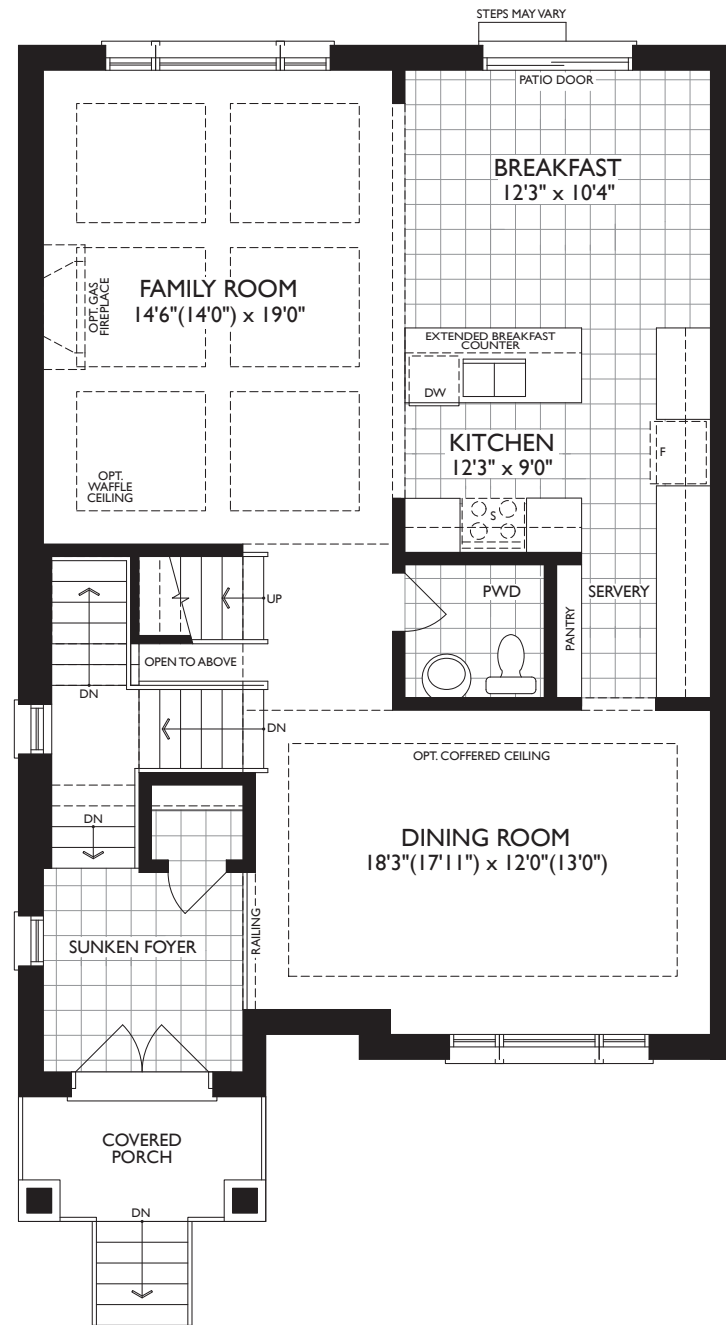 STEPS MAY VARY
PATIO DOOR
BREAKFAST
12'3" x 10'4"
FAMILY ROOM
14'6"(14'0") x 19'0"
OPT. GAS
FIREPLACE
EXTENDED BREAKFAST
COUNTER
DW
KITCHEN
12'3" x 9'0"
F
OPT.
WAFFLE
CEILING
S
UP
PWD
PANTRY
SERVERY
OPEN TO ABOVE
DN
DN
OPT. COFFERED CEILING
DN
DINING ROOM
18'3"(17'11") x 12'0"(13'0")
RAILING
SUNKEN FOYER
COVERED
PORCH
DN